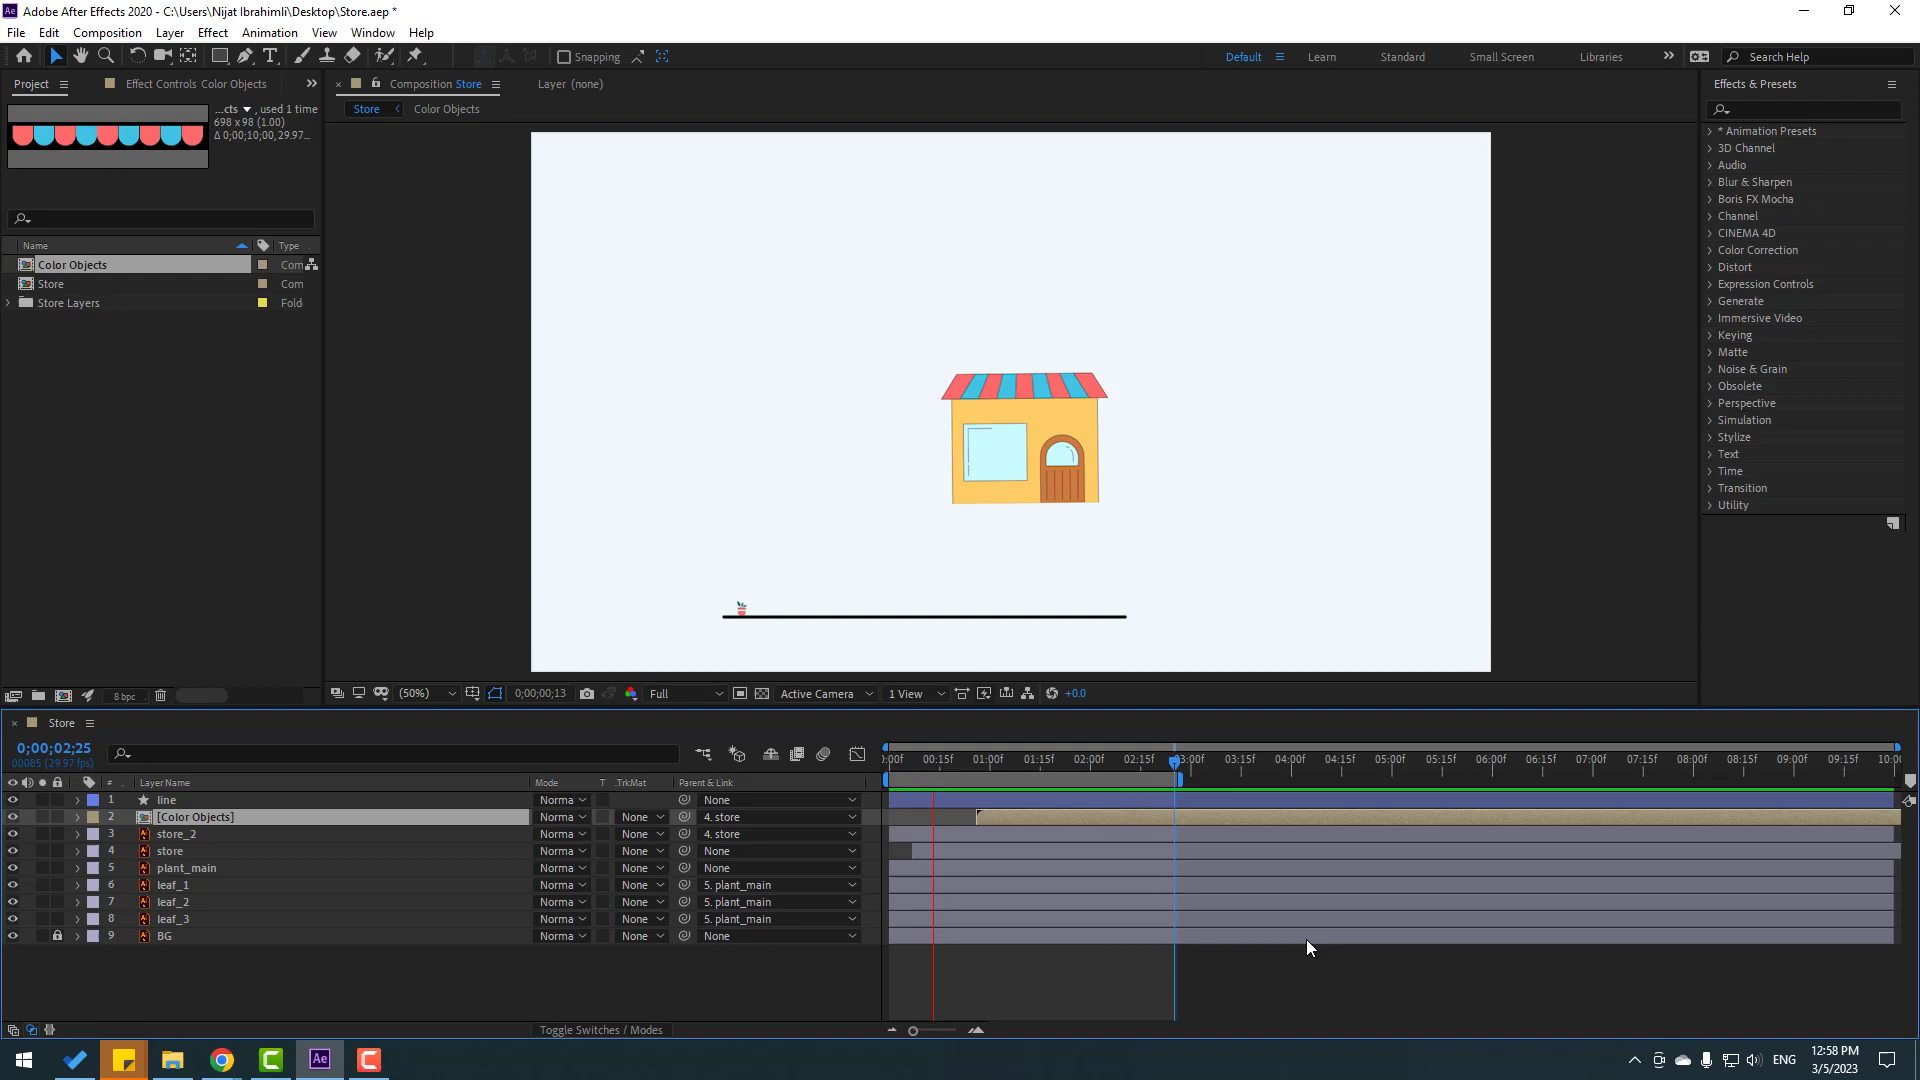 Adobe After Effects 2020 - C:\Users\Nijat Ibrahimli\Desktop\Store.aep *
File Edit Composition Layer Effect Animation View Window Help
Snapping Default Learn Standard Small Screen Libraries Search Help
Project Effect Controls Color Objects Composition Store Layer (none) Effects & Presets
...cts , used 1 time
698 x 98 (1.00)
Δ 0;00;10;00, 29.97...
Store Color Objects
Name Type
Color Objects Com
Store Com
Store Layers Fold
* Animation Presets
3D Channel
Audio
Blur & Sharpen
Boris FX Mocha
Channel
CINEMA 4D
Color Correction
Distort
Expression Controls
Generate
Immersive Video
Keying
Matte
Noise & Grain
Obsolete
Perspective
Simulation
Stylize
Text
Time
Transition
Utility
8 bpc (50%) 0;00;00;13 Full Active Camera 1 View +0.0
Store
0;00;02;25
00085 (29.97 fps)
:00f 00:15f 01:00f 01:15f 02:00f 02:15f 03:00f 03:15f 04:00f 04:15f 05:00f 05:15f 06:00f 06:15f 07:00f 07:15f 08:00f 08:15f 09:00f 09:15f 10:00
# Layer Name Mode T .TrkMat Parent & Link
1 line Norma None
2 [Color Objects] Norma None 4. store
3 store_2 Norma None 4. store
4 store Norma None None
5 plant_main Norma None None
6 leaf_1 Norma None 5. plant_main
7 leaf_2 Norma None 5. plant_main
8 leaf_3 Norma None 5. plant_main
9 BG Norma None None
Toggle Switches / Modes
Ae ENG 12:58 PM
3/5/2023